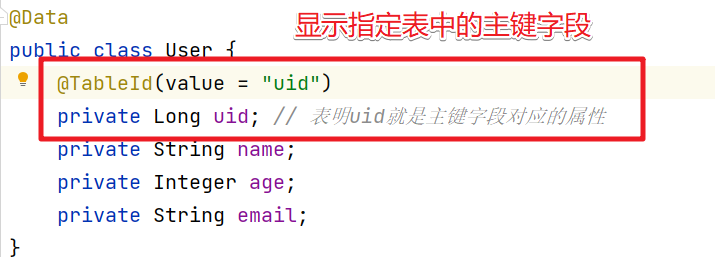 @Data
显示指定表中的主键字段
public class User {
@TableId(value = "uid")
private Long uid; // 表明uid就是主键字段对应的属性
private String name;
private Integer age;
private String email;
}